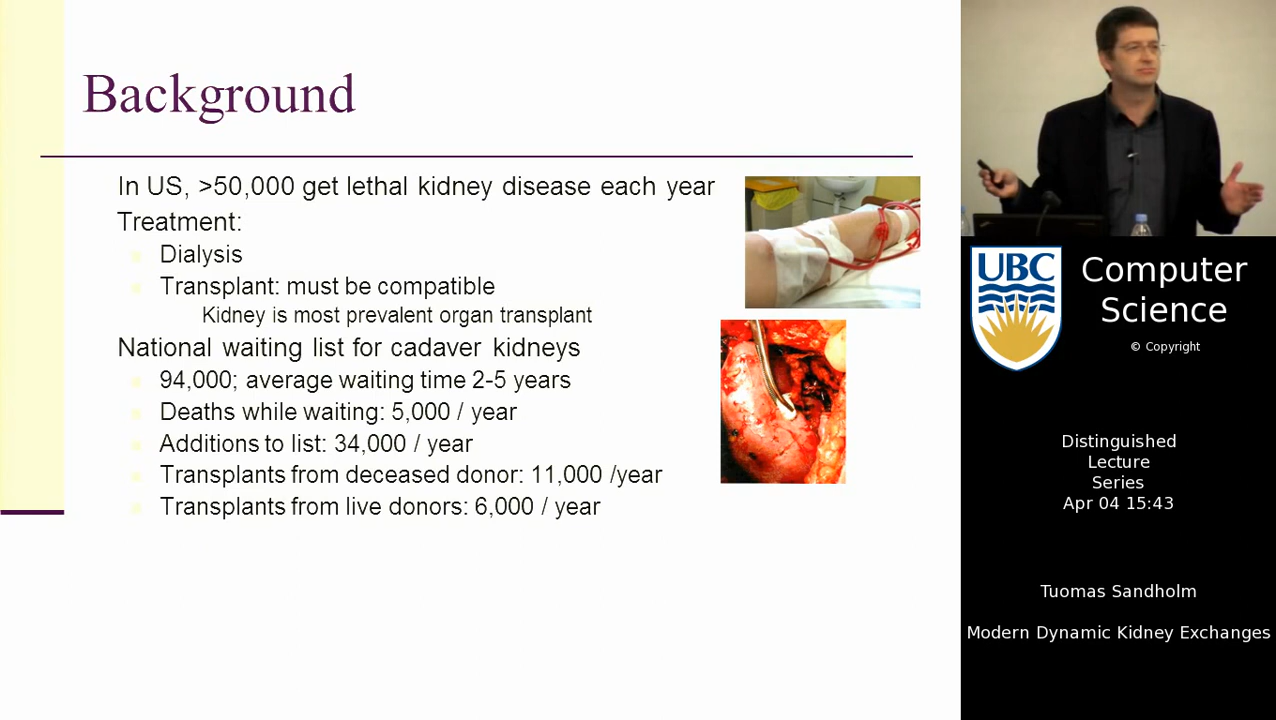 Background
In US, >50,000 get lethal kidney disease each year
Treatment:
Dialysis
Transplant: must be compatible
Kidney is most prevalent organ transplant
National waiting list for cadaver kidneys
94,000; average waiting time 2-5 years
Deaths while waiting: 5,000 / year
Additions to list: 34,000 / year
Transplants from deceased donor: 11,000 /year
Transplants from live donors: 6,000 / year
UBC
Computer
Science
© Copyright
Distinguished
Lecture
Series
Apr 04 15:43
Tuomas Sandholm
Modern Dynamic Kidney Exchanges